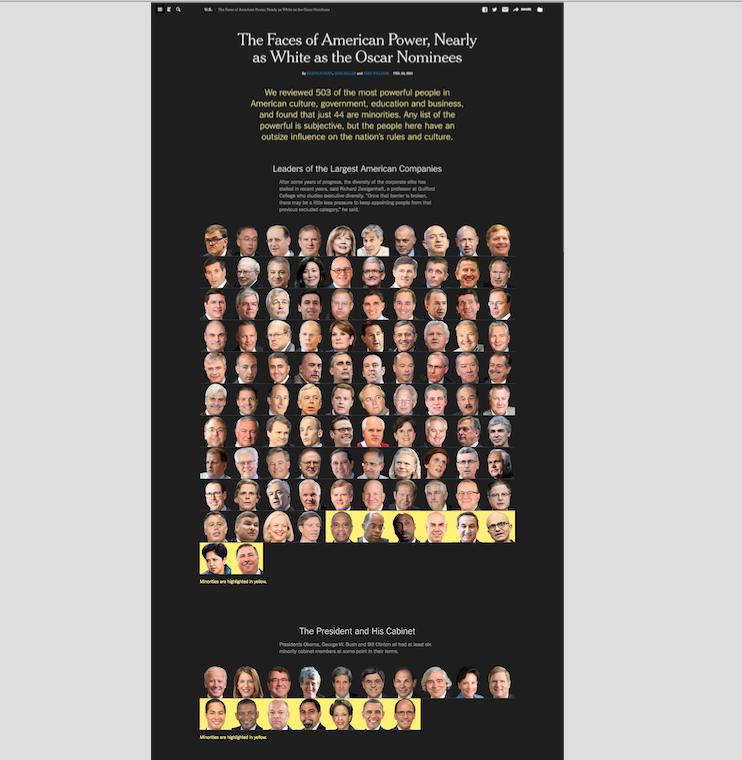 U.S. The Faces of American Power, Nearly as White as the Oscar Nominees
SHARE
The Faces of American Power, Nearly
as White as the Oscar Nominees
By
and
FEB. 26, 2016
We reviewed 503 of the most powerful people in
American culture, government, education and business,
and found that just 44 are minorities. Any list of the
powerful is subjective, but the people here have an
outsize influence on the nation's rules and culture.
Leaders of the Largest American Companies
After some years of progress, the diversity of the corporate elite has
stalled in recent years, said Richard Zweigenhaft, a professor at Guilford
College who studies executive diversity. "Once that barrier is broken,
there may be a little less pressure to keep appointing people from that
previous excluded category," he said.
Minorities are highlighted in yellow.
The President and His Cabinet
Presidents Obama, George W. Bush and Bill Clinton all had at least six
minority cabinet members at some point in their terms.
Minorities are highlighted in yellow.